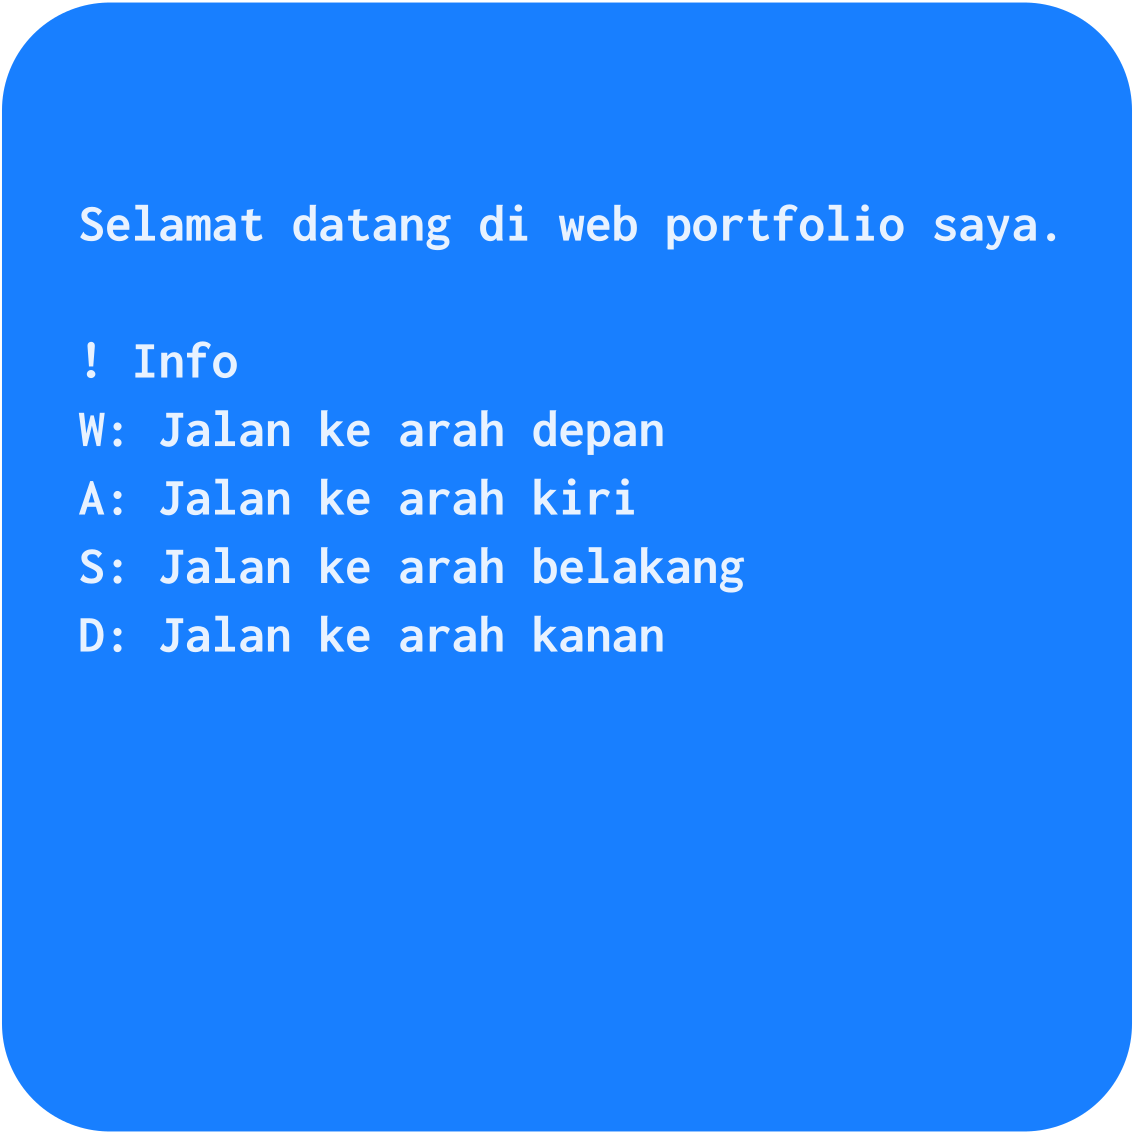 Selamat datang di web portfolio saya.
! Info
W: Jalan ke arah depan
A: Jalan ke arah kiri
S: Jalan ke arah belakang
D: Jalan ke arah kanan